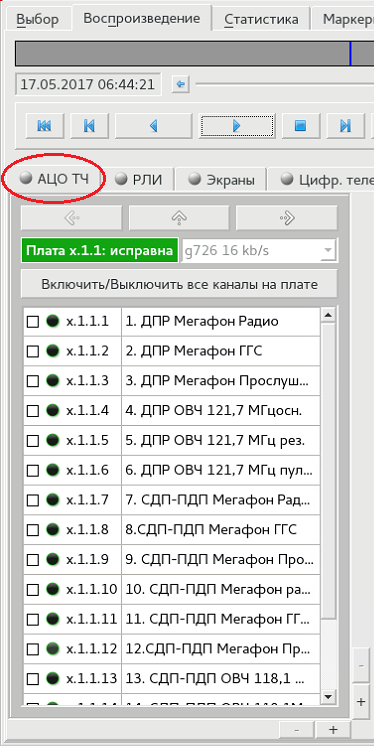 Выбор Воспроизведение Статистика Маркер
17.05.2017 06:44:21
АЦО ТЧ РЛИ Экраны Цифр. теле
Плата x.1.1: исправна g726 16 kb/s
Включить/Выключить все каналы на плате
x.1.1.1 1. ДПР Мегафон Радио
x.1.1.2 2. ДПР Мегафон ГГС
x.1.1.3 3. ДПР Мегафон Прослуш...
x.1.1.4 4. ДПР ОВЧ 121,7 МГцосн.
x.1.1.5 5. ДПР ОВЧ 121,7 МГц рез.
x.1.1.6 6. ДПР ОВЧ 121,7 МГц пул...
x.1.1.7 7. СДП-ПДП Мегафон Рад...
x.1.1.8 8.СДП-ПДП Мегафон ГГС
x.1.1.9 9. СДП-ПДП Мегафон Про...
x.1.1.10 10. СДП-ПДП Мегафон ра...
x.1.1.11 11. СДП-ПДП Мегафон ГГ...
x.1.1.12 12.СДП-ПДП Мегафон Пр...
x.1.1.13 13. СДП-ПДП ОВЧ 118,1 ...